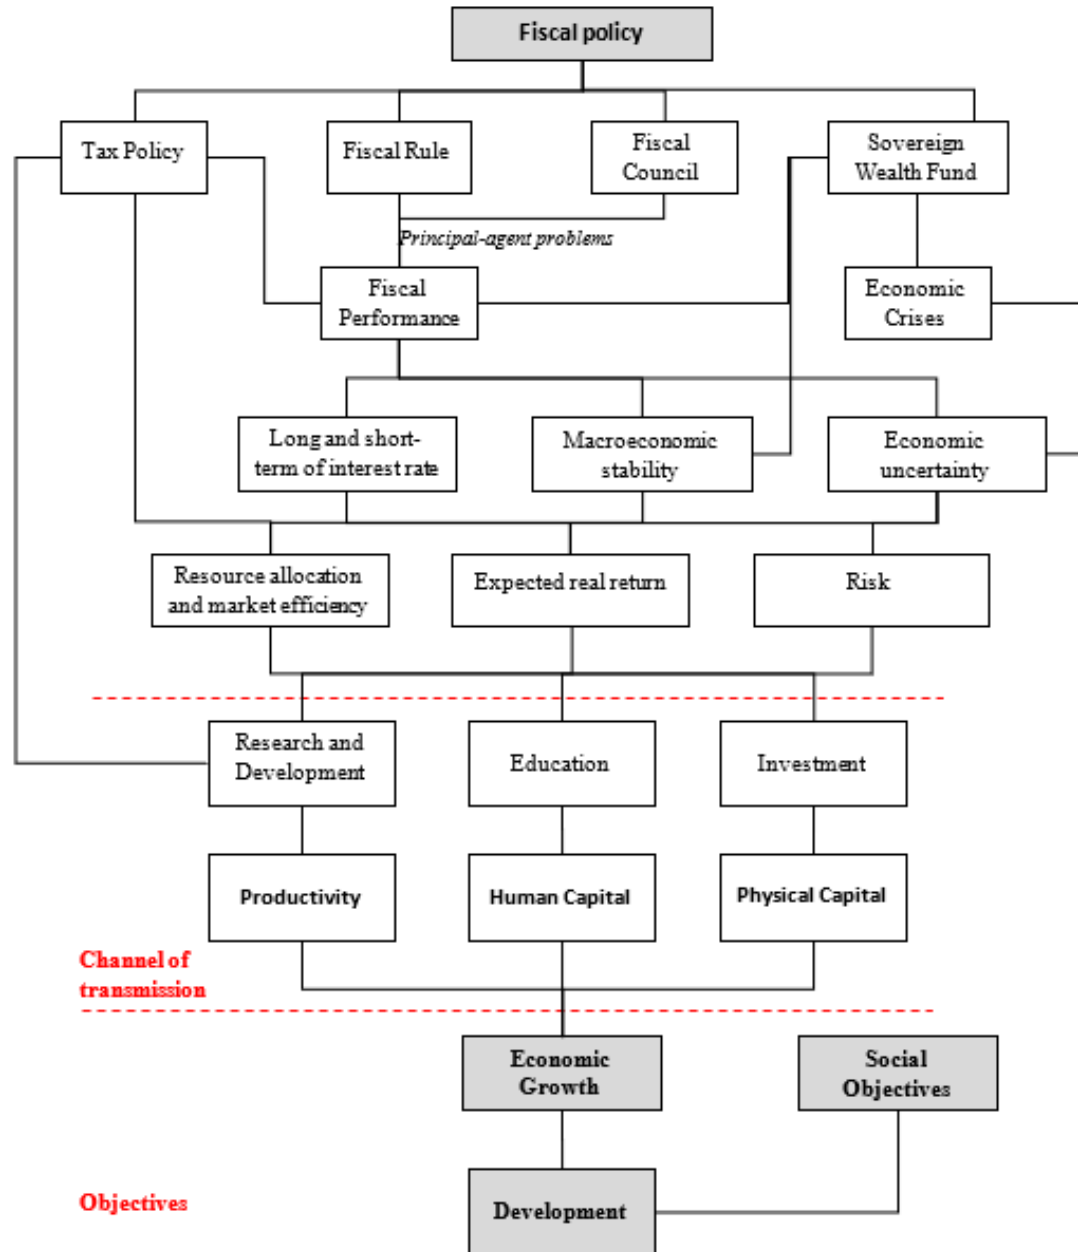 Fiscal policy
Tax Policy
Fiscal Rule
Fiscal
Council
Sovereign
Wealth Fund
Principal-agent problems
Fiscal
Performance
Economic
Crises
Long and short-
term of interest rate
Macroeconomic
stability
Economic
uncertainty
Resource allocation
and market efficiency
Expected real return
Risk
Research and
Development
Education
Investment
Productivity
Human Capital
Physical Capital
Channel of
transmission
Economic
Growth
Social
Objectives
Objectives
Development